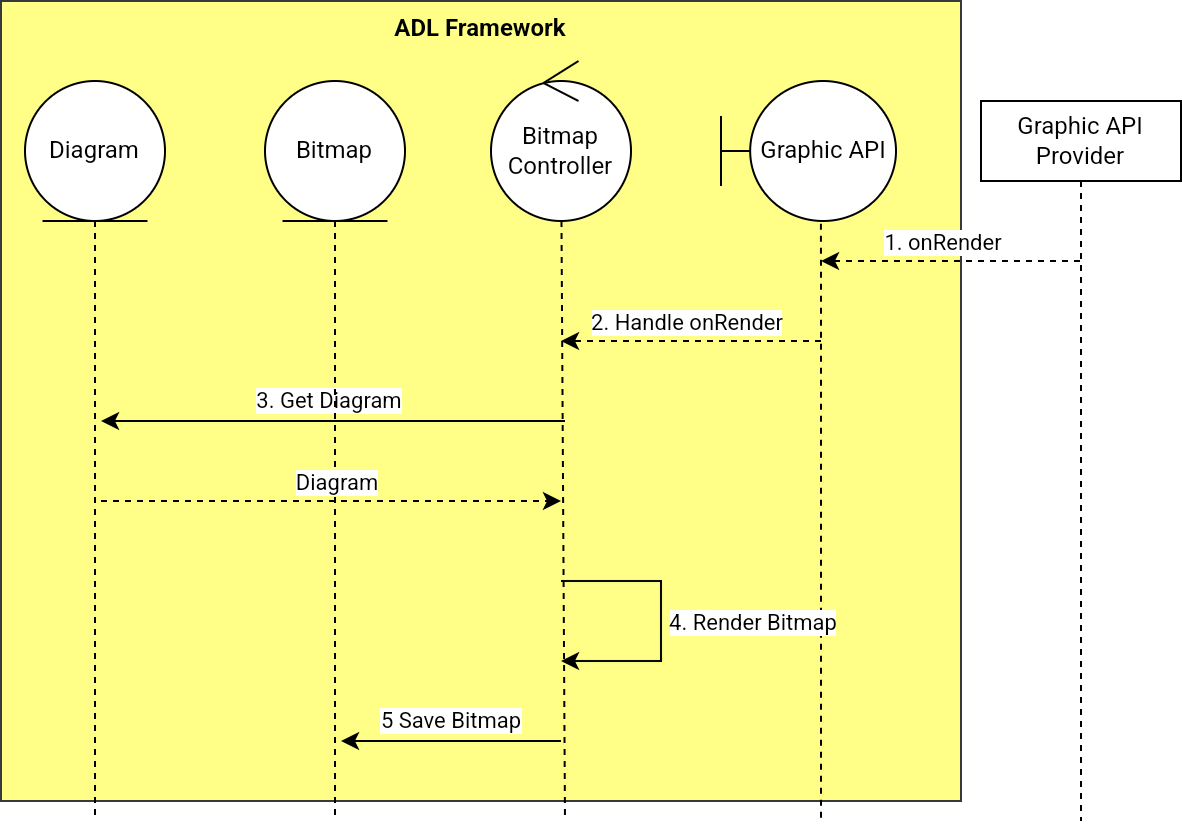 ADL Framework
Diagram
Bitmap
Bitmap
Controller
Graphic API
Graphic API
Provider
1. onRender
2. Handle onRender
3. Get Diagram
Diagram
4. Render Bitmap
5 Save Bitmap